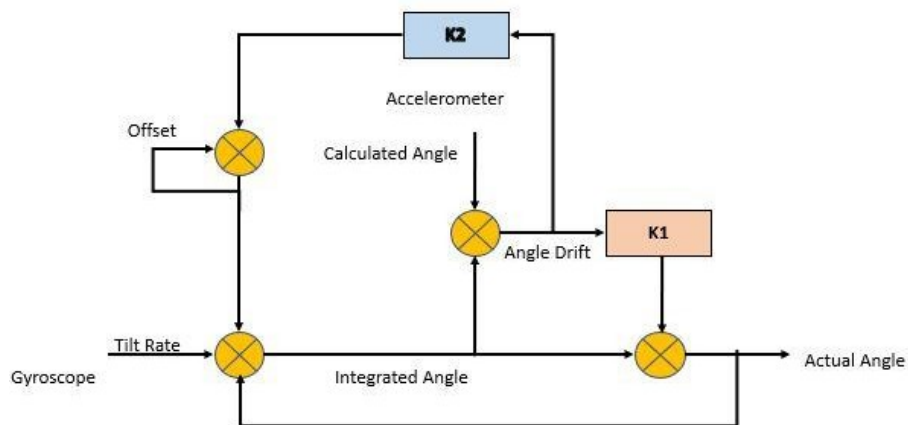 K2
Accelerometer
Offset
Calculated Angle
K1
Angle Drift
Tilt Rate
Gyroscope
Integrated Angle
Actual Angle